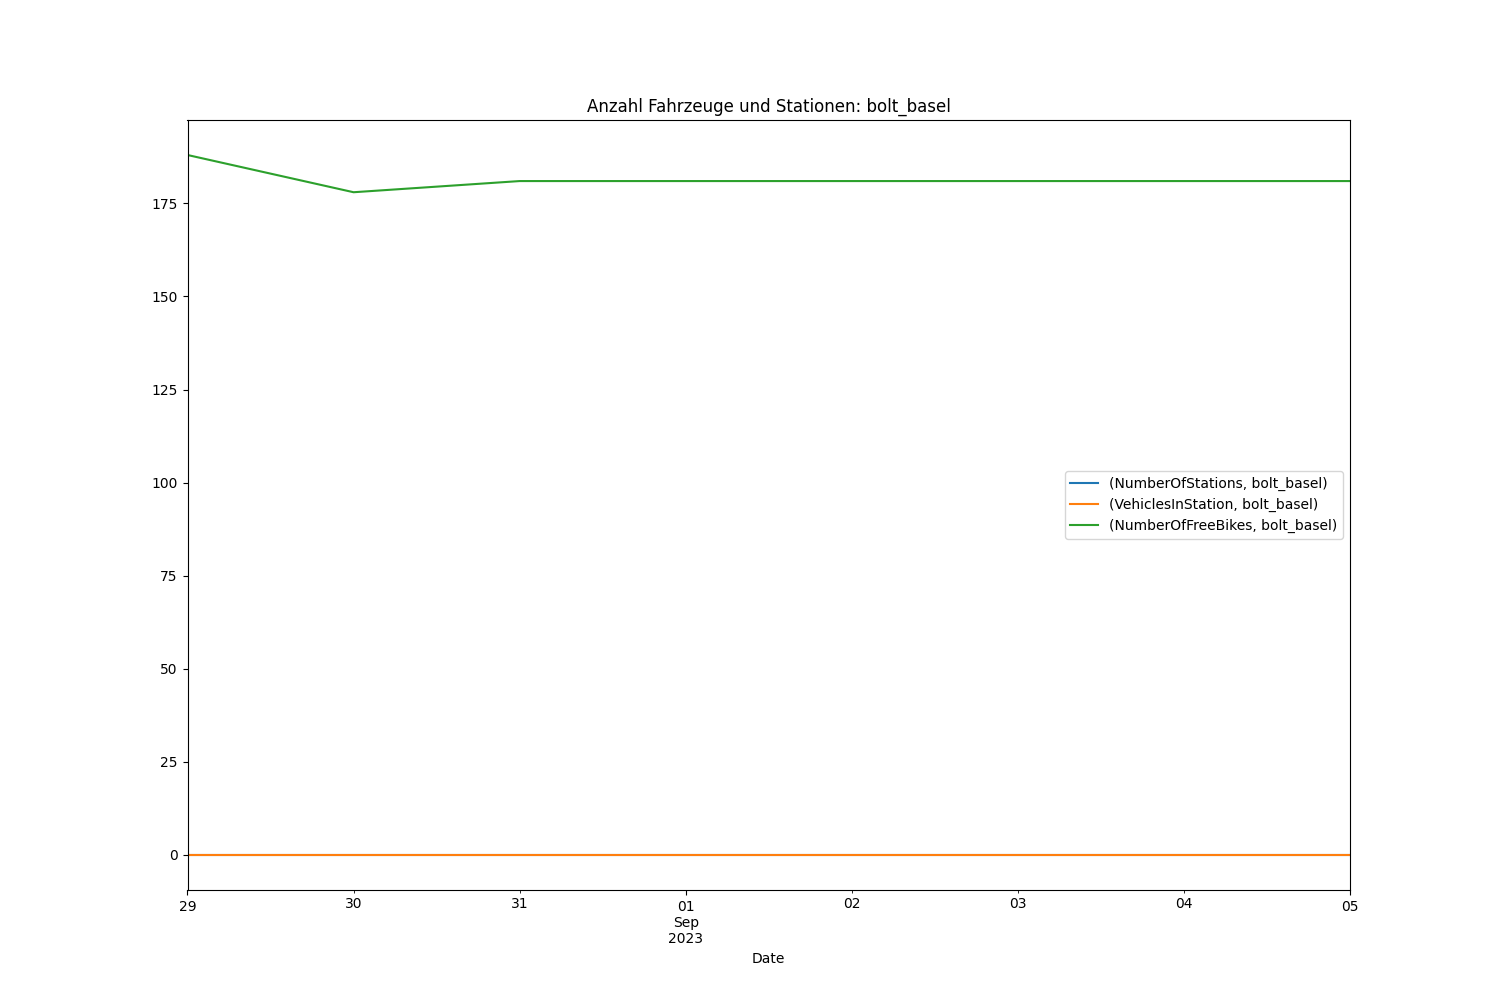 Anzahl Fahrzeuge und Stationen: bolt_basel
175
150
125
100
75
50
25
0
(NumberOfStations, bolt_basel)
(VehiclesInStation, bolt_basel)
(NumberOfFreeBikes, bolt_basel)
29 30 31 01 02 03 04 05
Sep
2023
Date